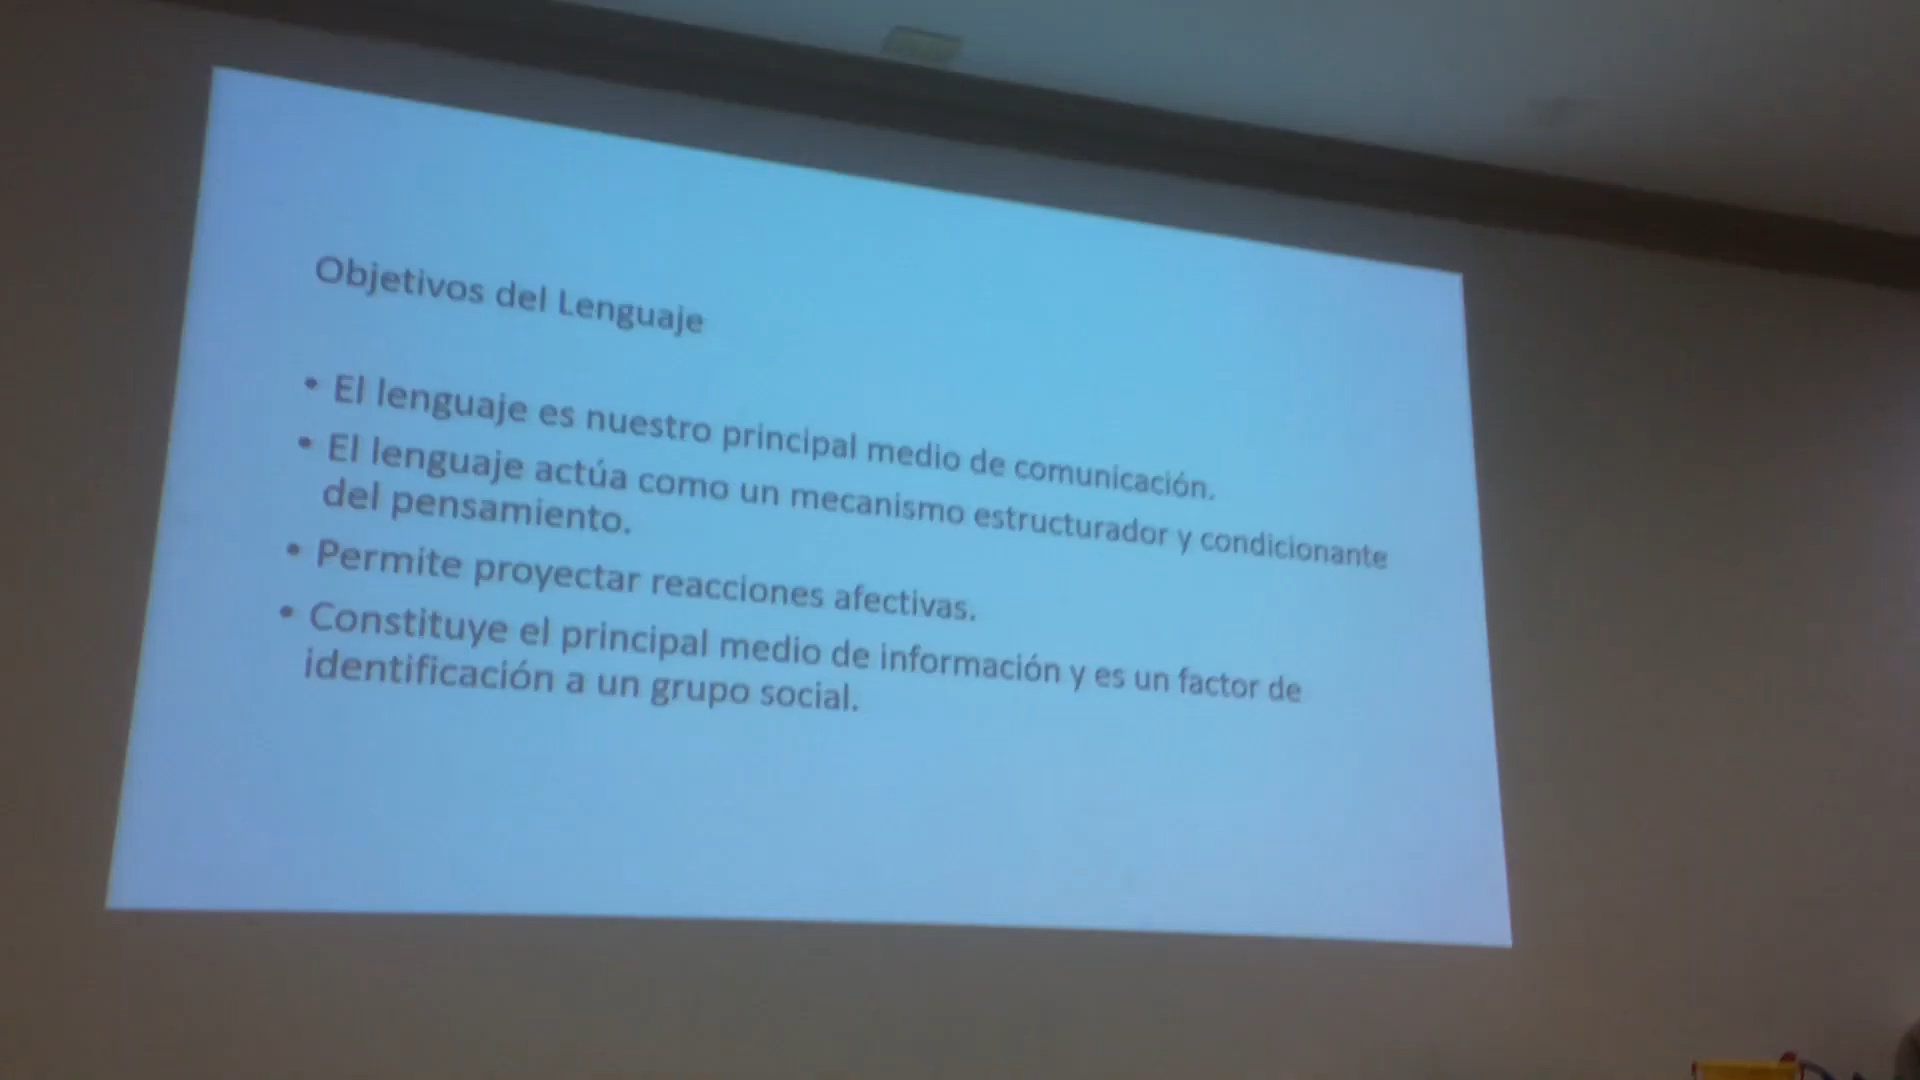 Objetivos del Lenguaje
• El lenguaje es nuestro principal medio de comunicación.
• El lenguaje actúa como un mecanismo estructurador y condicionante
del pensamiento.
• Permite proyectar reacciones afectivas.
• Constituye el principal medio de información y es un factor de
identificación a un grupo social.